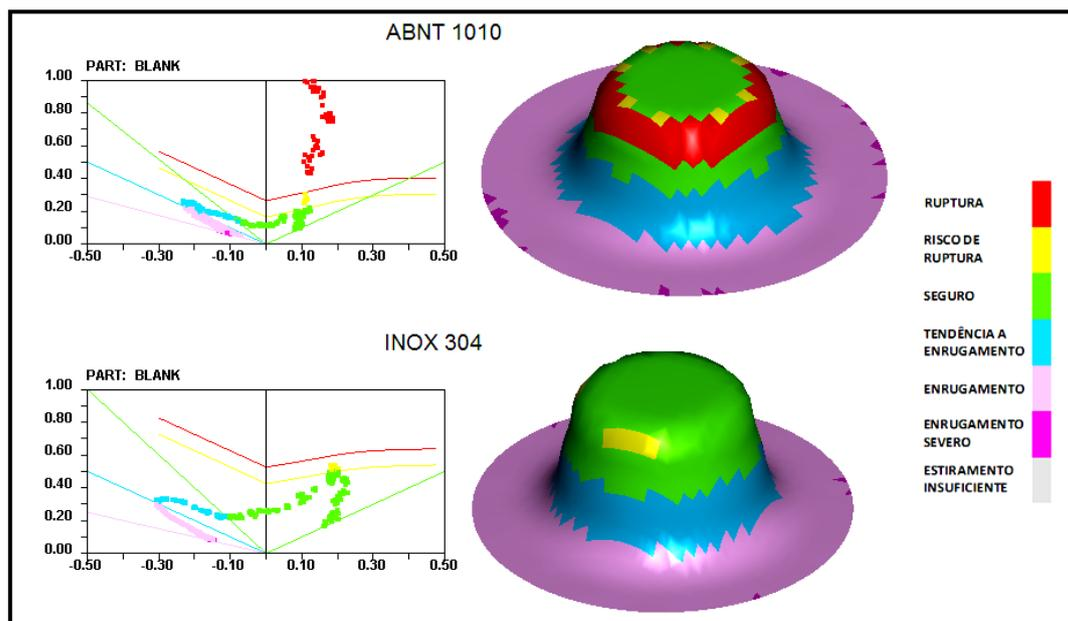 ABNT 1010
PART: BLANK
1.00
0.80
0.60
0.40
0.20
0.00
-0.50 -0.30 -0.10 0.10 0.30 0.50
INOX 304
PART: BLANK
1.00
0.80
0.60
0.40
0.20
0.00
-0.50 -0.30 -0.10 0.10 0.30 0.50
RUPTURA
RISCO DE
RUPTURA
SEGURO
TENDÊNCIA A
ENRUGAMENTO
ENRUGAMENTO
ENRUGAMENTO
SEVERO
ESTIRAMENTO
INSUFICIENTE